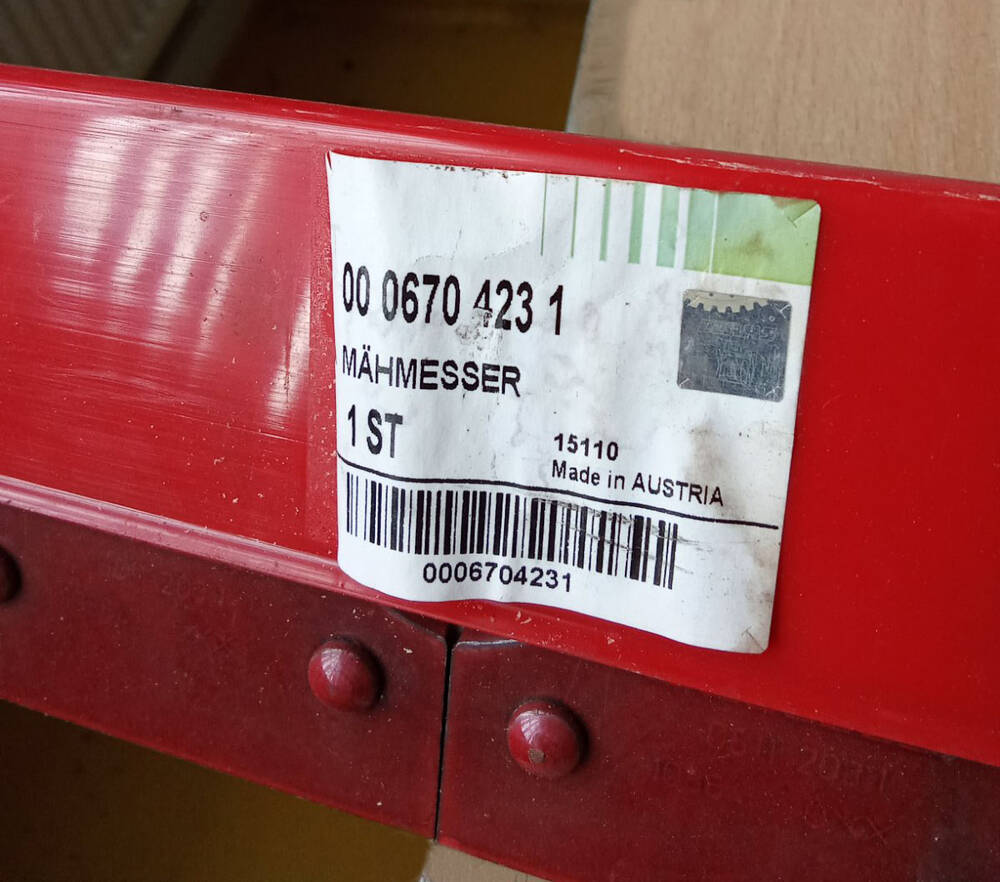 00 0670 423 1
MÄHMESSER
1 ST
15110
Made in AUSTRIA
0006704231